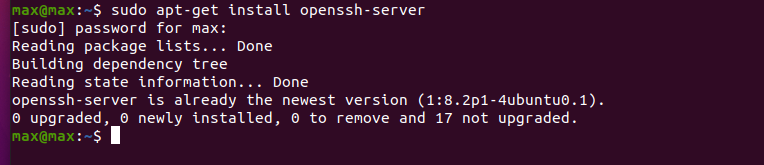 max@max:~$ sudo apt-get install openssh-server
[sudo] password for max:
Reading package lists... Done
Building dependency tree
Reading state information... Done
openssh-server is already the newest version (1:8.2p1-4ubuntu0.1).
0 upgraded, 0 newly installed, 0 to remove and 17 not upgraded.
max@max:~$